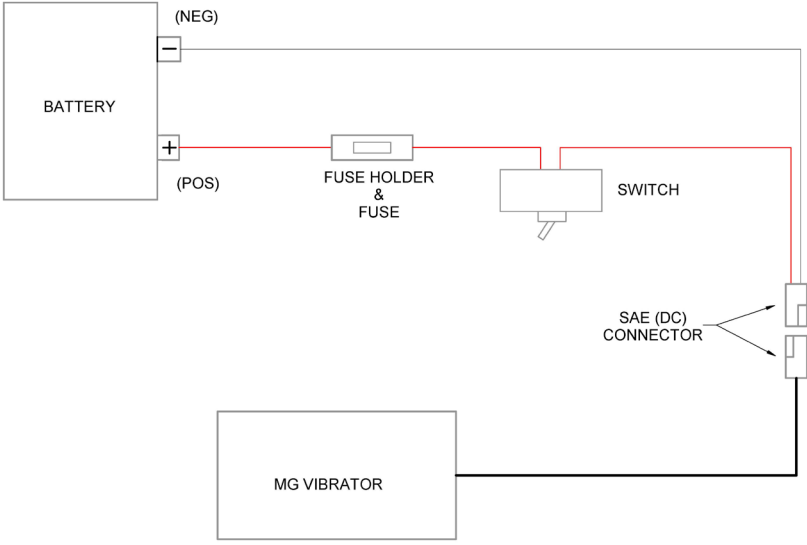 (NEG)
−
BATTERY
+
(POS)
FUSE HOLDER
&
FUSE
SWITCH
SAE (DC)
CONNECTOR
MG VIBRATOR